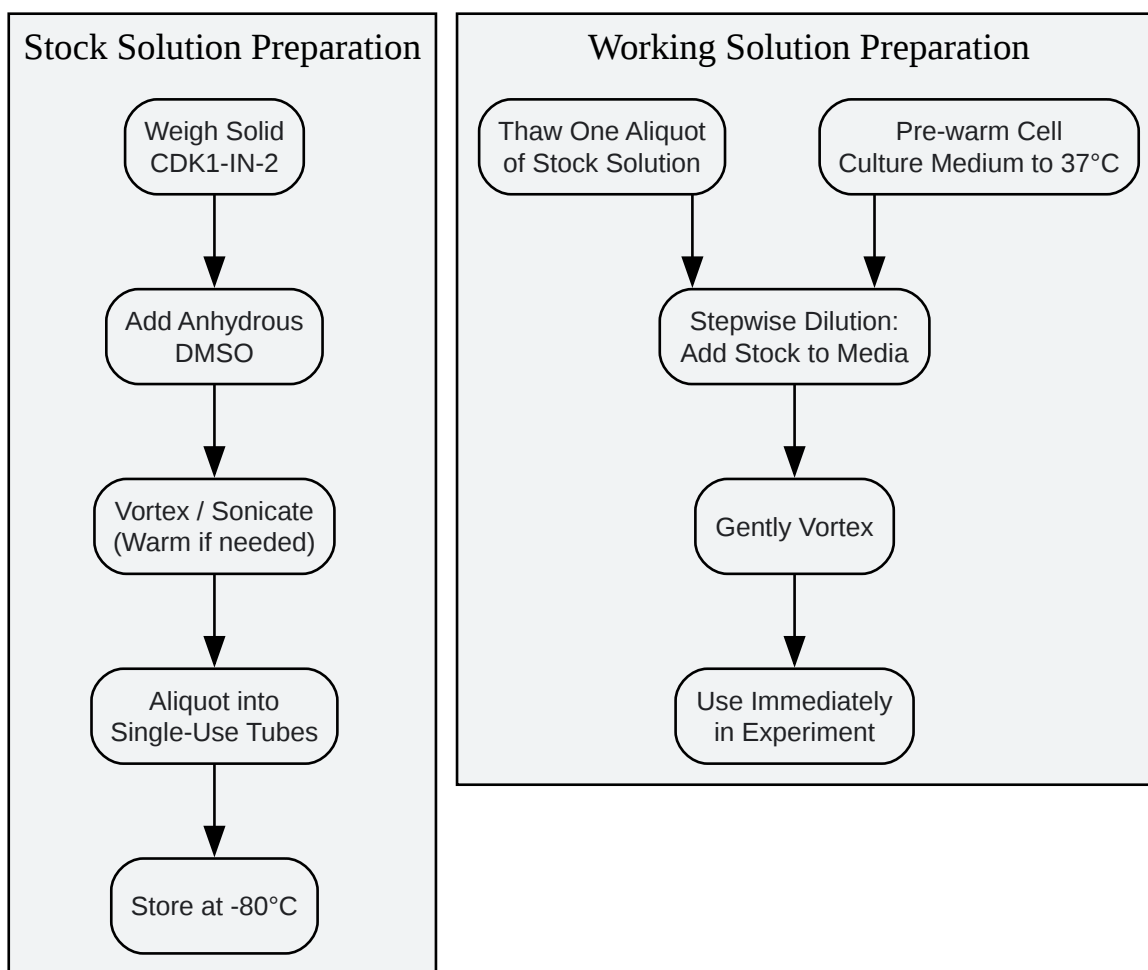 Stock Solution Preparation
Weigh Solid
CDK1-IN-2
Add Anhydrous
DMSO
Vortex / Sonicate
(Warm if needed)
Aliquot into
Single-Use Tubes
Store at -80°C
Working Solution Preparation
Thaw One Aliquot
of Stock Solution
Pre-warm Cell
Culture Medium to 37°C
Stepwise Dilution:
Add Stock to Media
Gently Vortex
Use Immediately
in Experiment